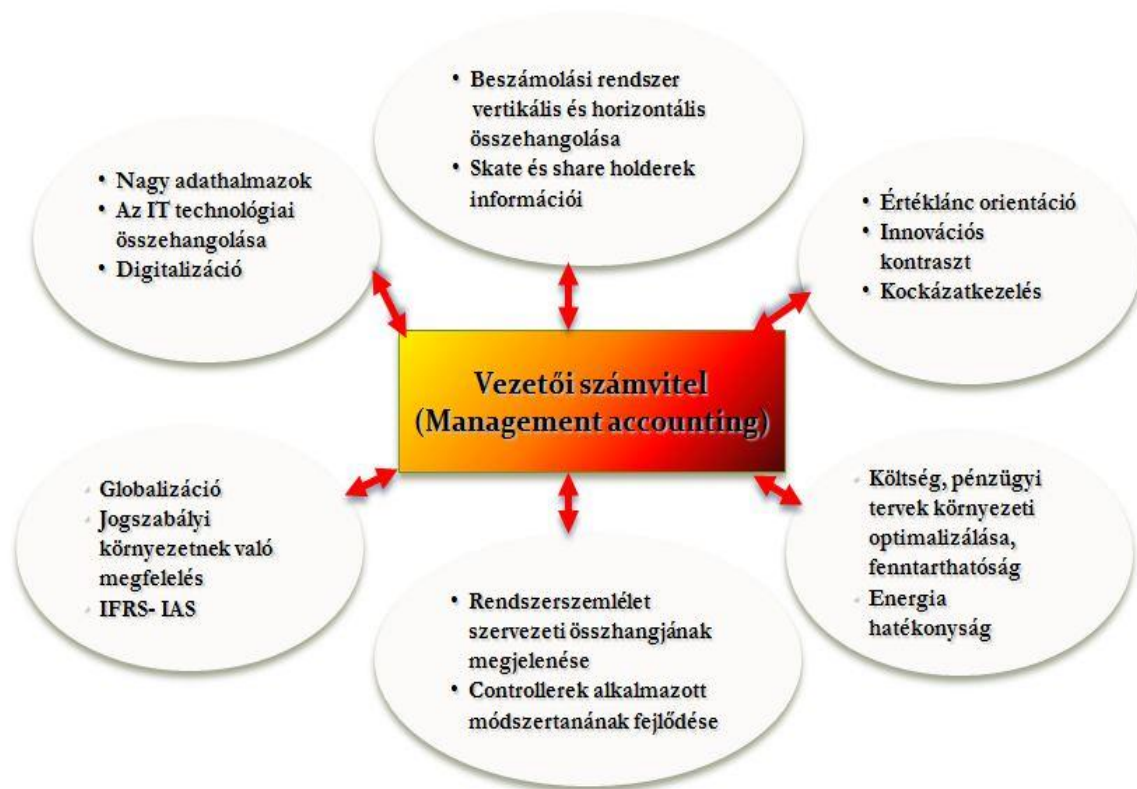 • Beszámolási rendszer
vertikális és horizontális
összehangolása
• Skate és share holderek
információi
• Nagy adathalmazok
• Az IT technológiai
összehangolása
• Digitalizáció
• Értéklánc orientáció
• Innovációs
kontraszt
• Kockázatkezelés
Vezetői számvitel
(Management accounting)
• Globalizáció
• Jogszabályi
környezetnek való
megfelelés
• IFRS- IAS
• Rendszerszemlélet
szervezeti összhangjának
megjelenése
• Controllerek alkalmazott
módszertanának fejlődése
• Költség, pénzügyi
tervek környezeti
optimalizálása,
fenntarthatóság
• Energia
hatékonyság